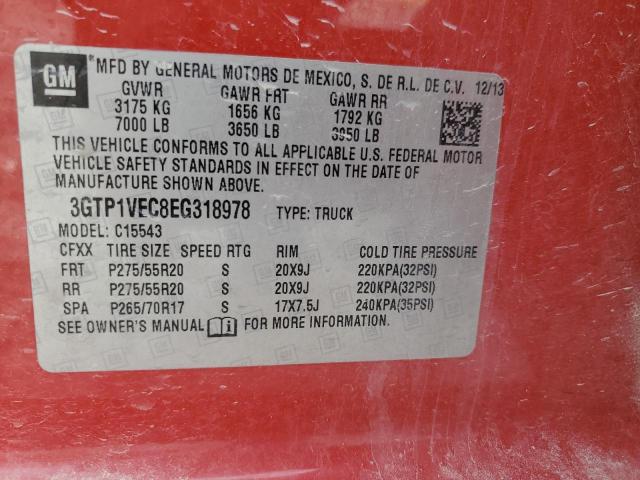 GM
*MFD BY GENERAL MOTORS DE MEXICO, S. DE R.L. DE C.V. 12/13
GVWR GAWR FRT GAWR RR
3175 KG 1656 KG 1792 KG
7000 LB 3650 LB 3950 LB
THIS VEHICLE CONFORMS TO ALL APPLICABLE U.S. FEDERAL MOTOR
VEHICLE SAFETY STANDARDS IN EFFECT ON THE DATE OF
MANUFACTURE SHOWN ABOVE.
3GTP1VEC8EG318978 TYPE: TRUCK
MODEL: C15543
CFXX TIRE SIZE SPEED RTG RIM COLD TIRE PRESSURE
FRT P275/55R20 S 20X9J 220KPA(32PSI)
RR P275/55R20 S 20X9J 220KPA(32PSI)
SPA P265/70R17 S 17X7.5J 240KPA(35PSI)
SEE OWNER'S MANUAL FOR MORE INFORMATION.